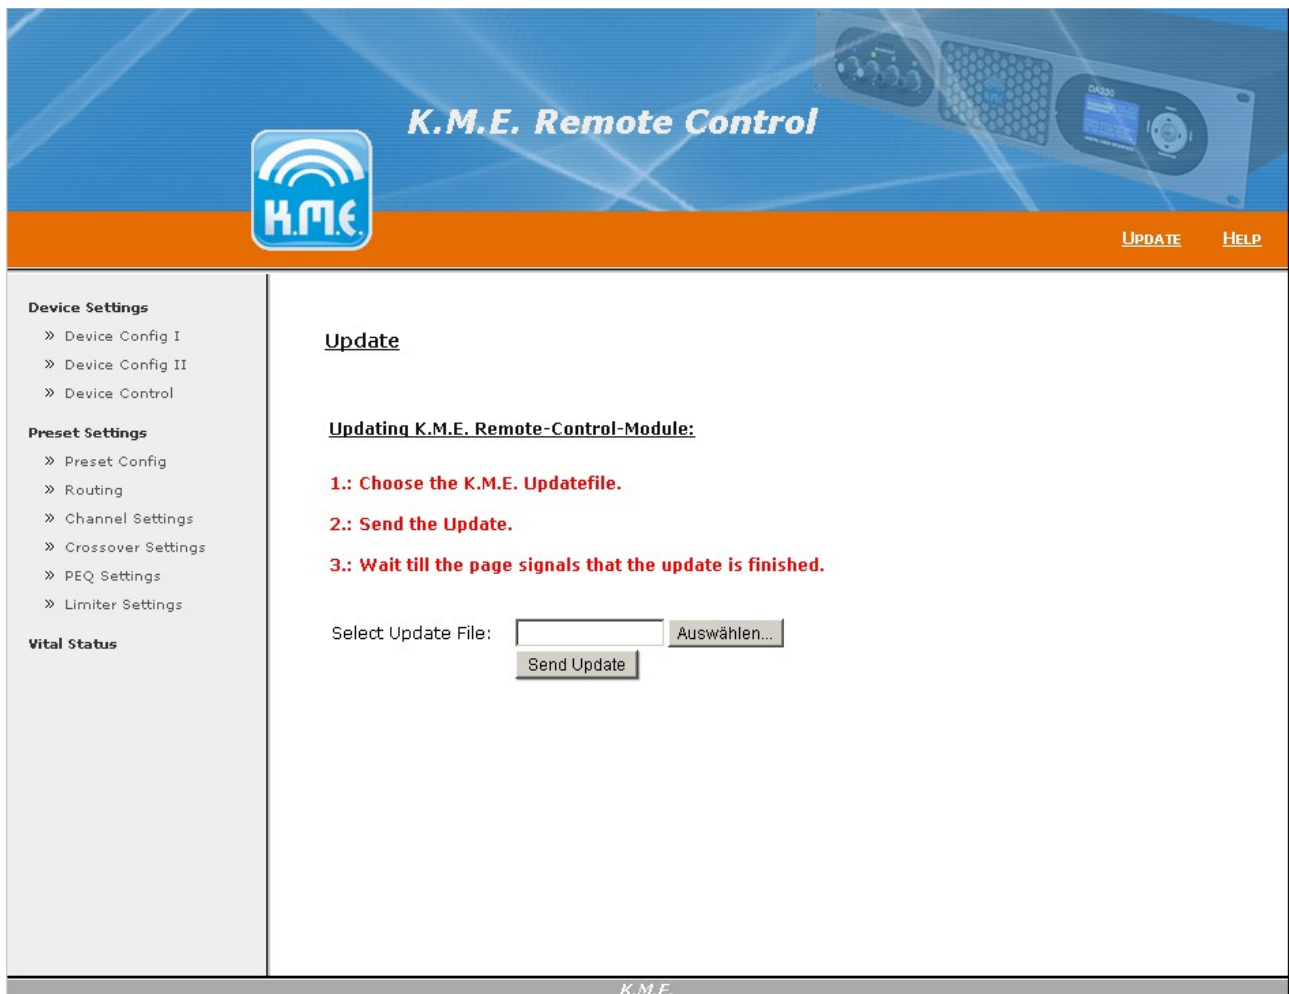 K.M.E. Remote Control
K.M.E.
DA230
UPDATE HELP
Device Settings
» Device Config I
» Device Config II
» Device Control
Preset Settings
» Preset Config
» Routing
» Channel Settings
» Crossover Settings
» PEQ Settings
» Limiter Settings
Vital Status
Update
Updating K.M.E. Remote-Control-Module:
1.: Choose the K.M.E. Updatefile.
2.: Send the Update.
3.: Wait till the page signals that the update is finished.
Select Update File: Auswählen...
Send Update
K.M.E.